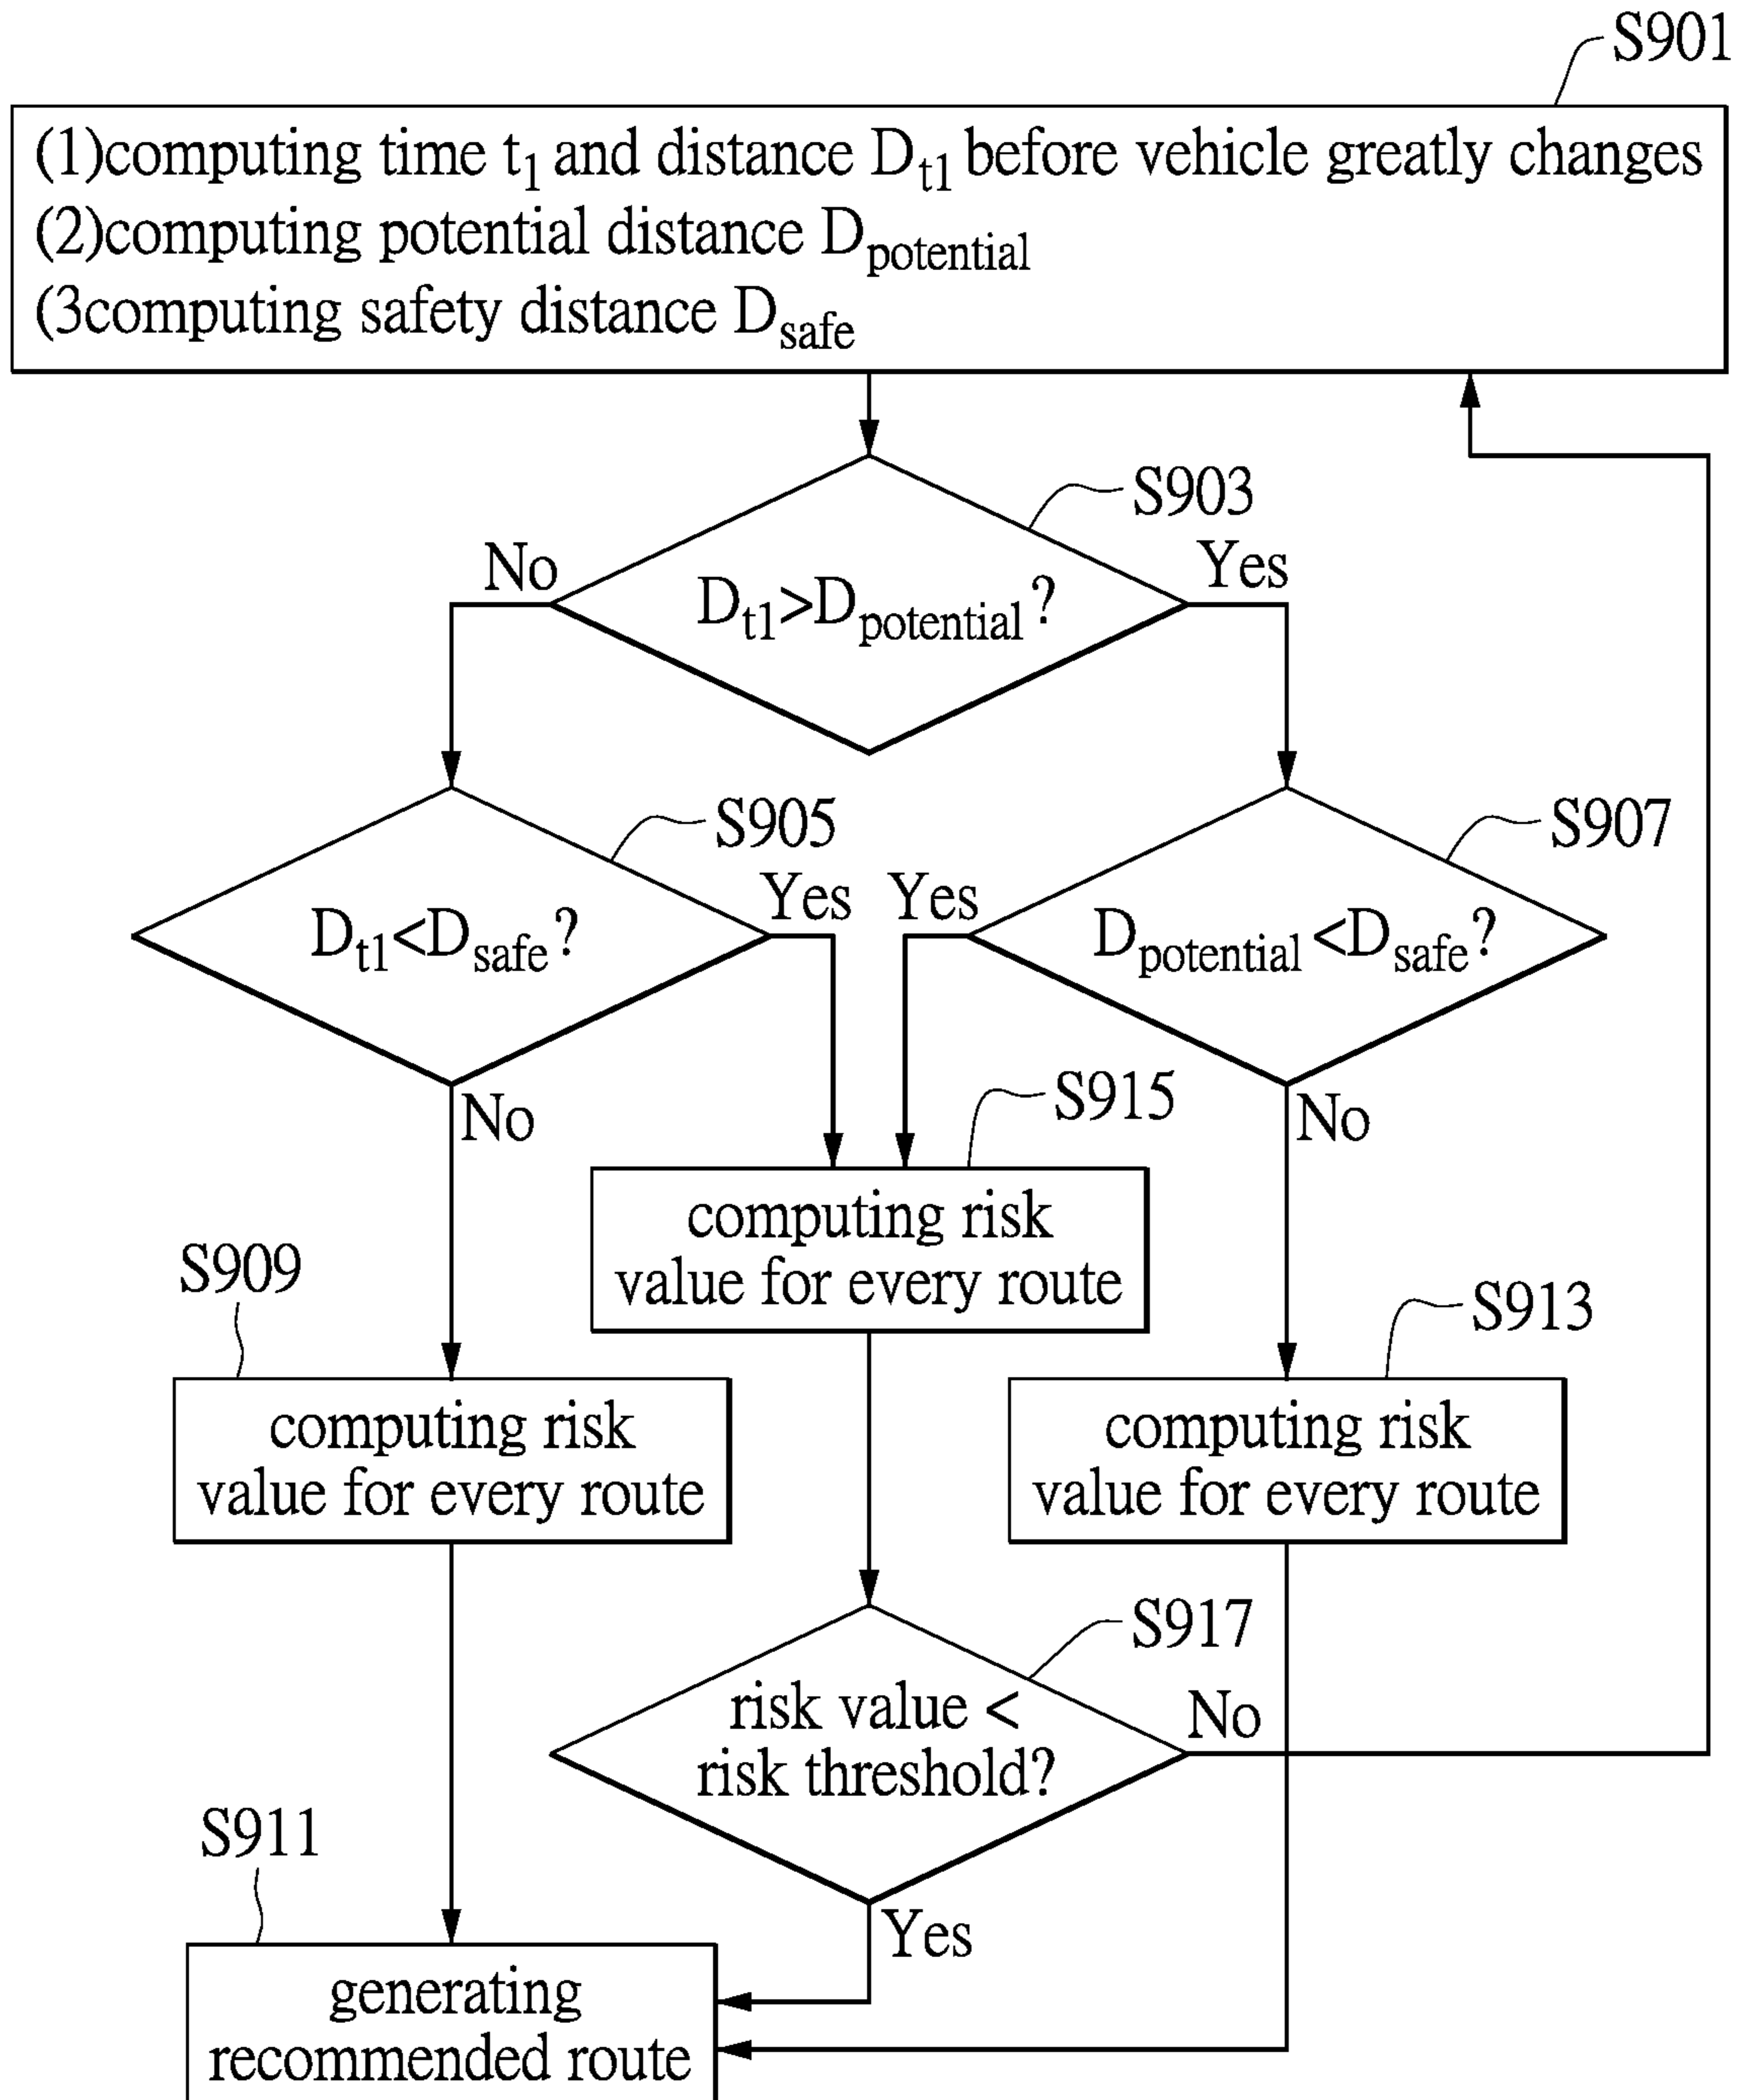 S901
(1)computing time t1 and distance Dt1 before vehicle greatly changes
(2)computing potential distance Dpotential
(3computing safety distance Dsafe
S903
No
Yes
Dt1>Dpotential?
S905
S907
Yes
Yes
Dt1<Dsafe?
Dpotential<Dsafe?
No
S915
No
computing risk
value for every route
S909
S913
computing risk
value for every route
computing risk
value for every route
S917
No
risk value <
risk threshold?
S911
Yes
generating
recommended route